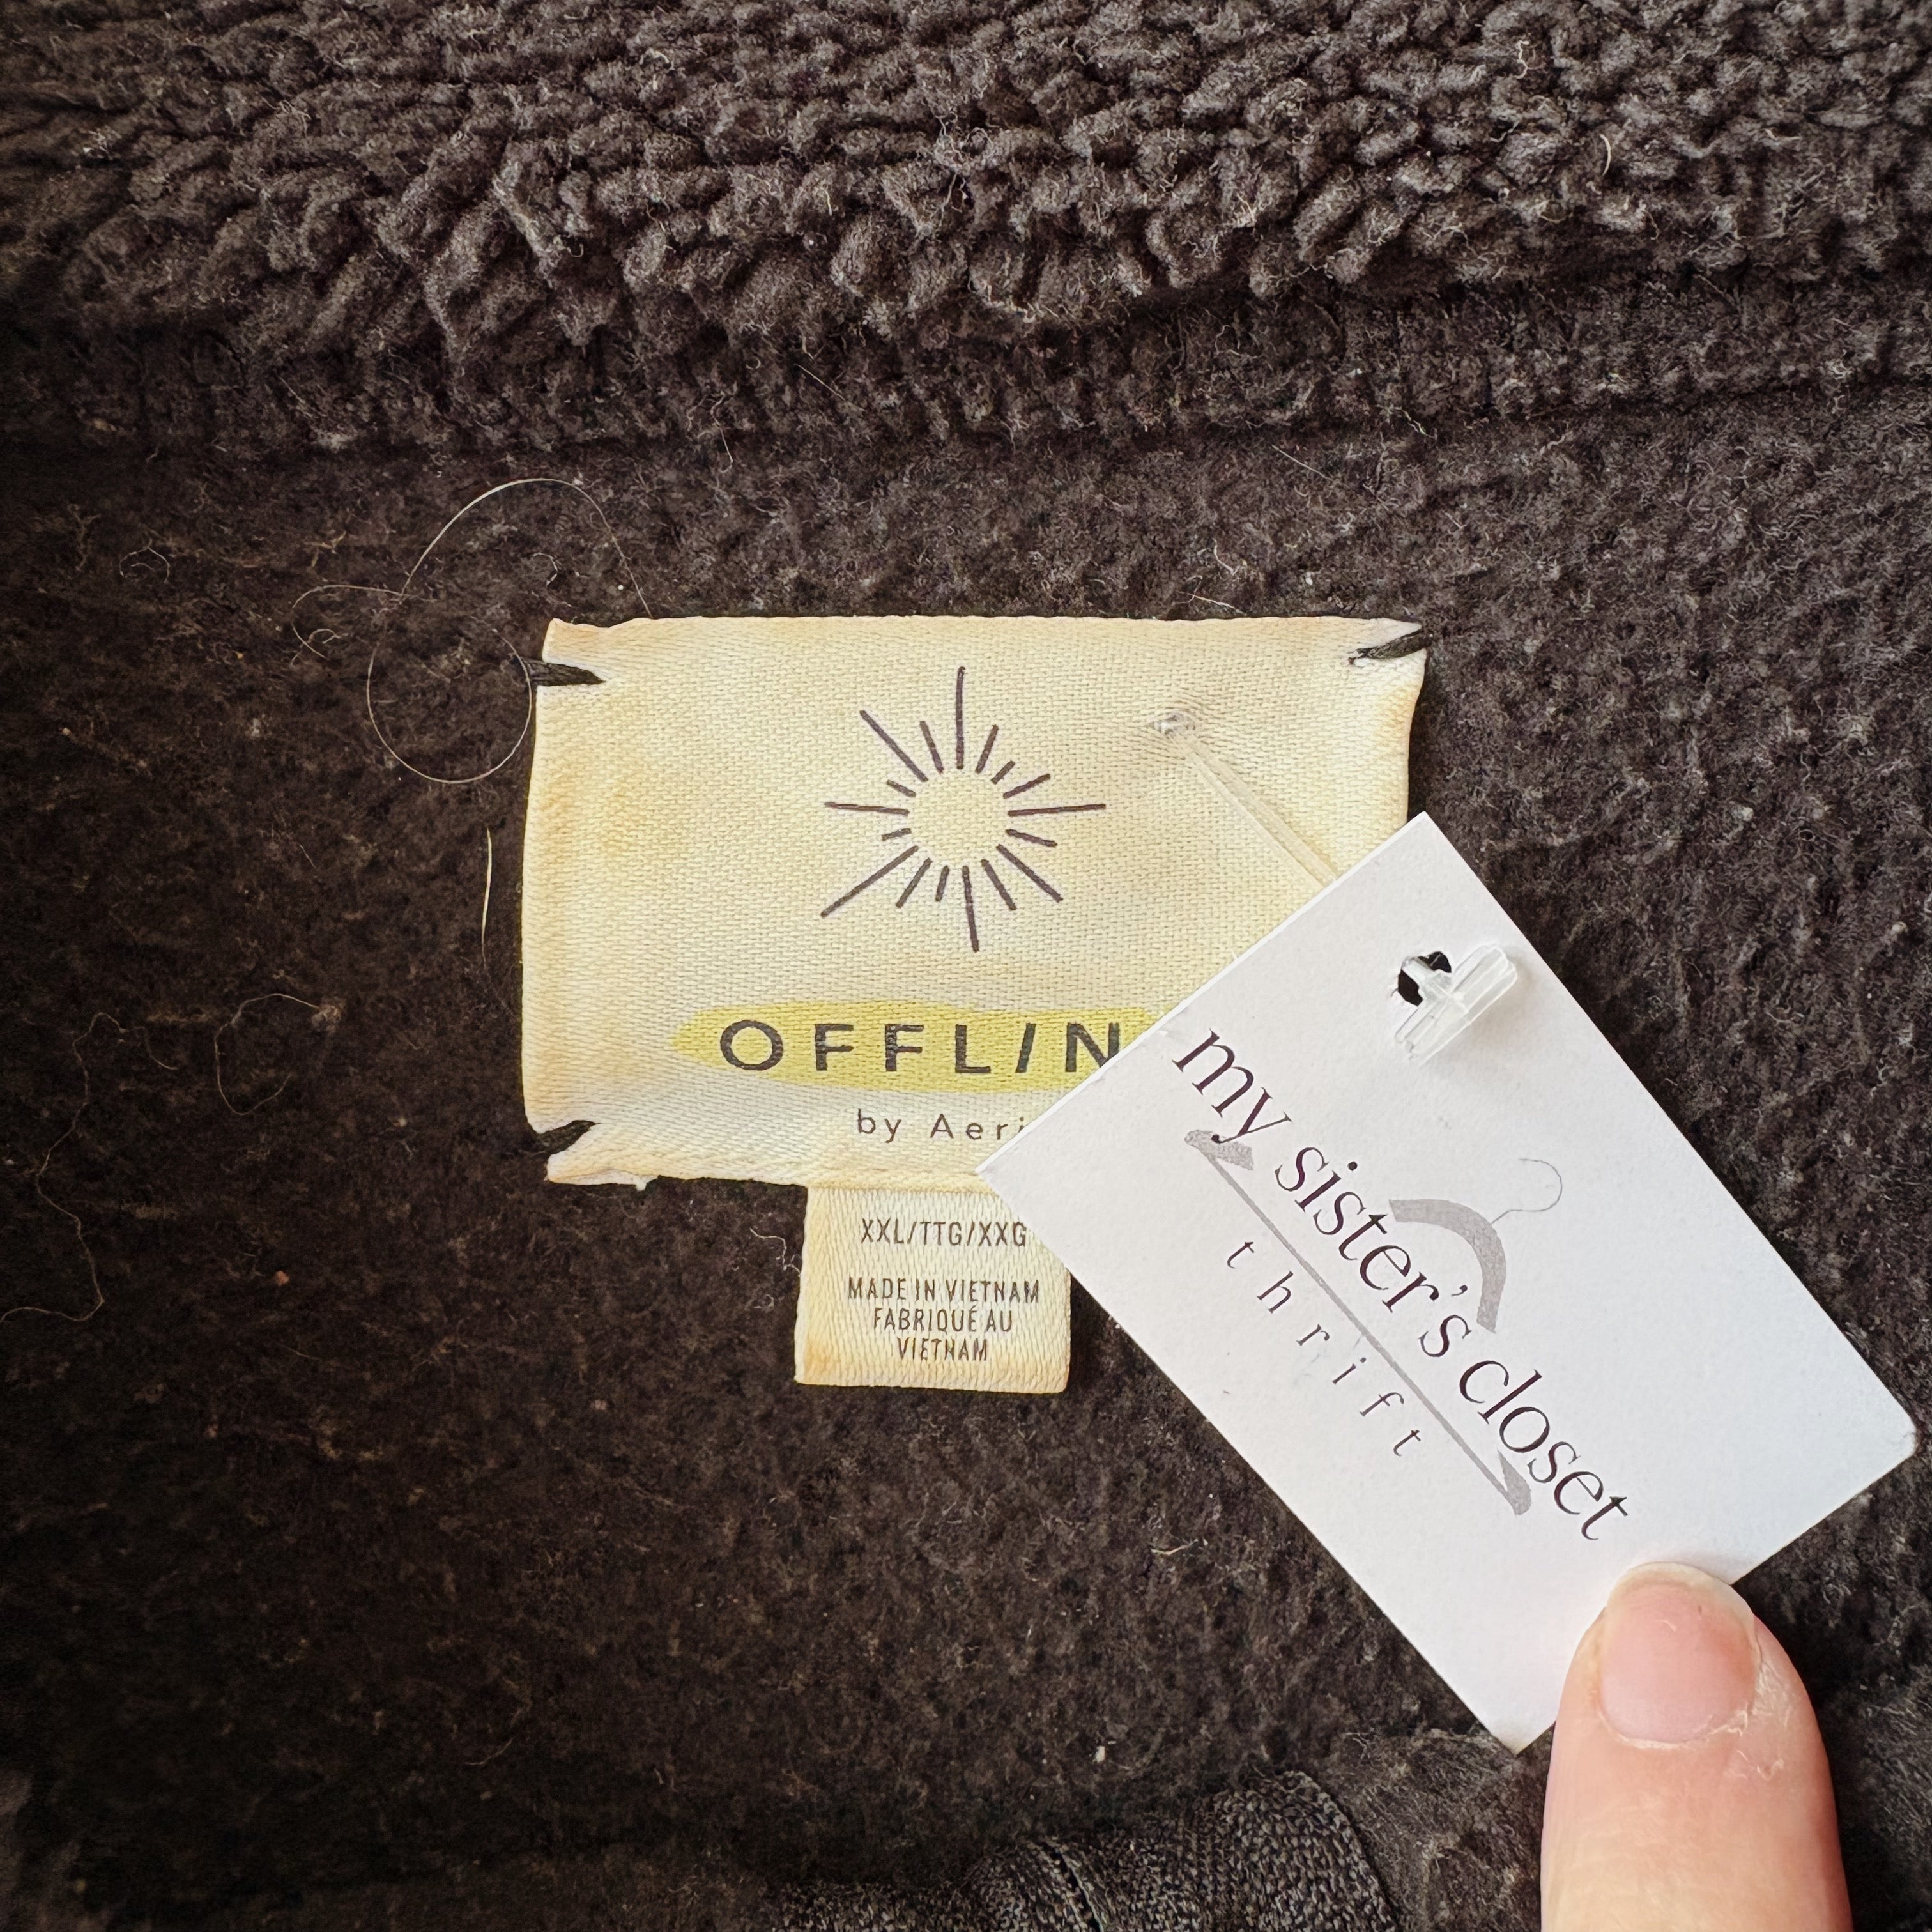 OFFLIN
by Aeri
XXL/TTG/XXG
MADE IN VIETNAM
FABRIQUÉ AU
VIETNAM
my sister's closet
thrift